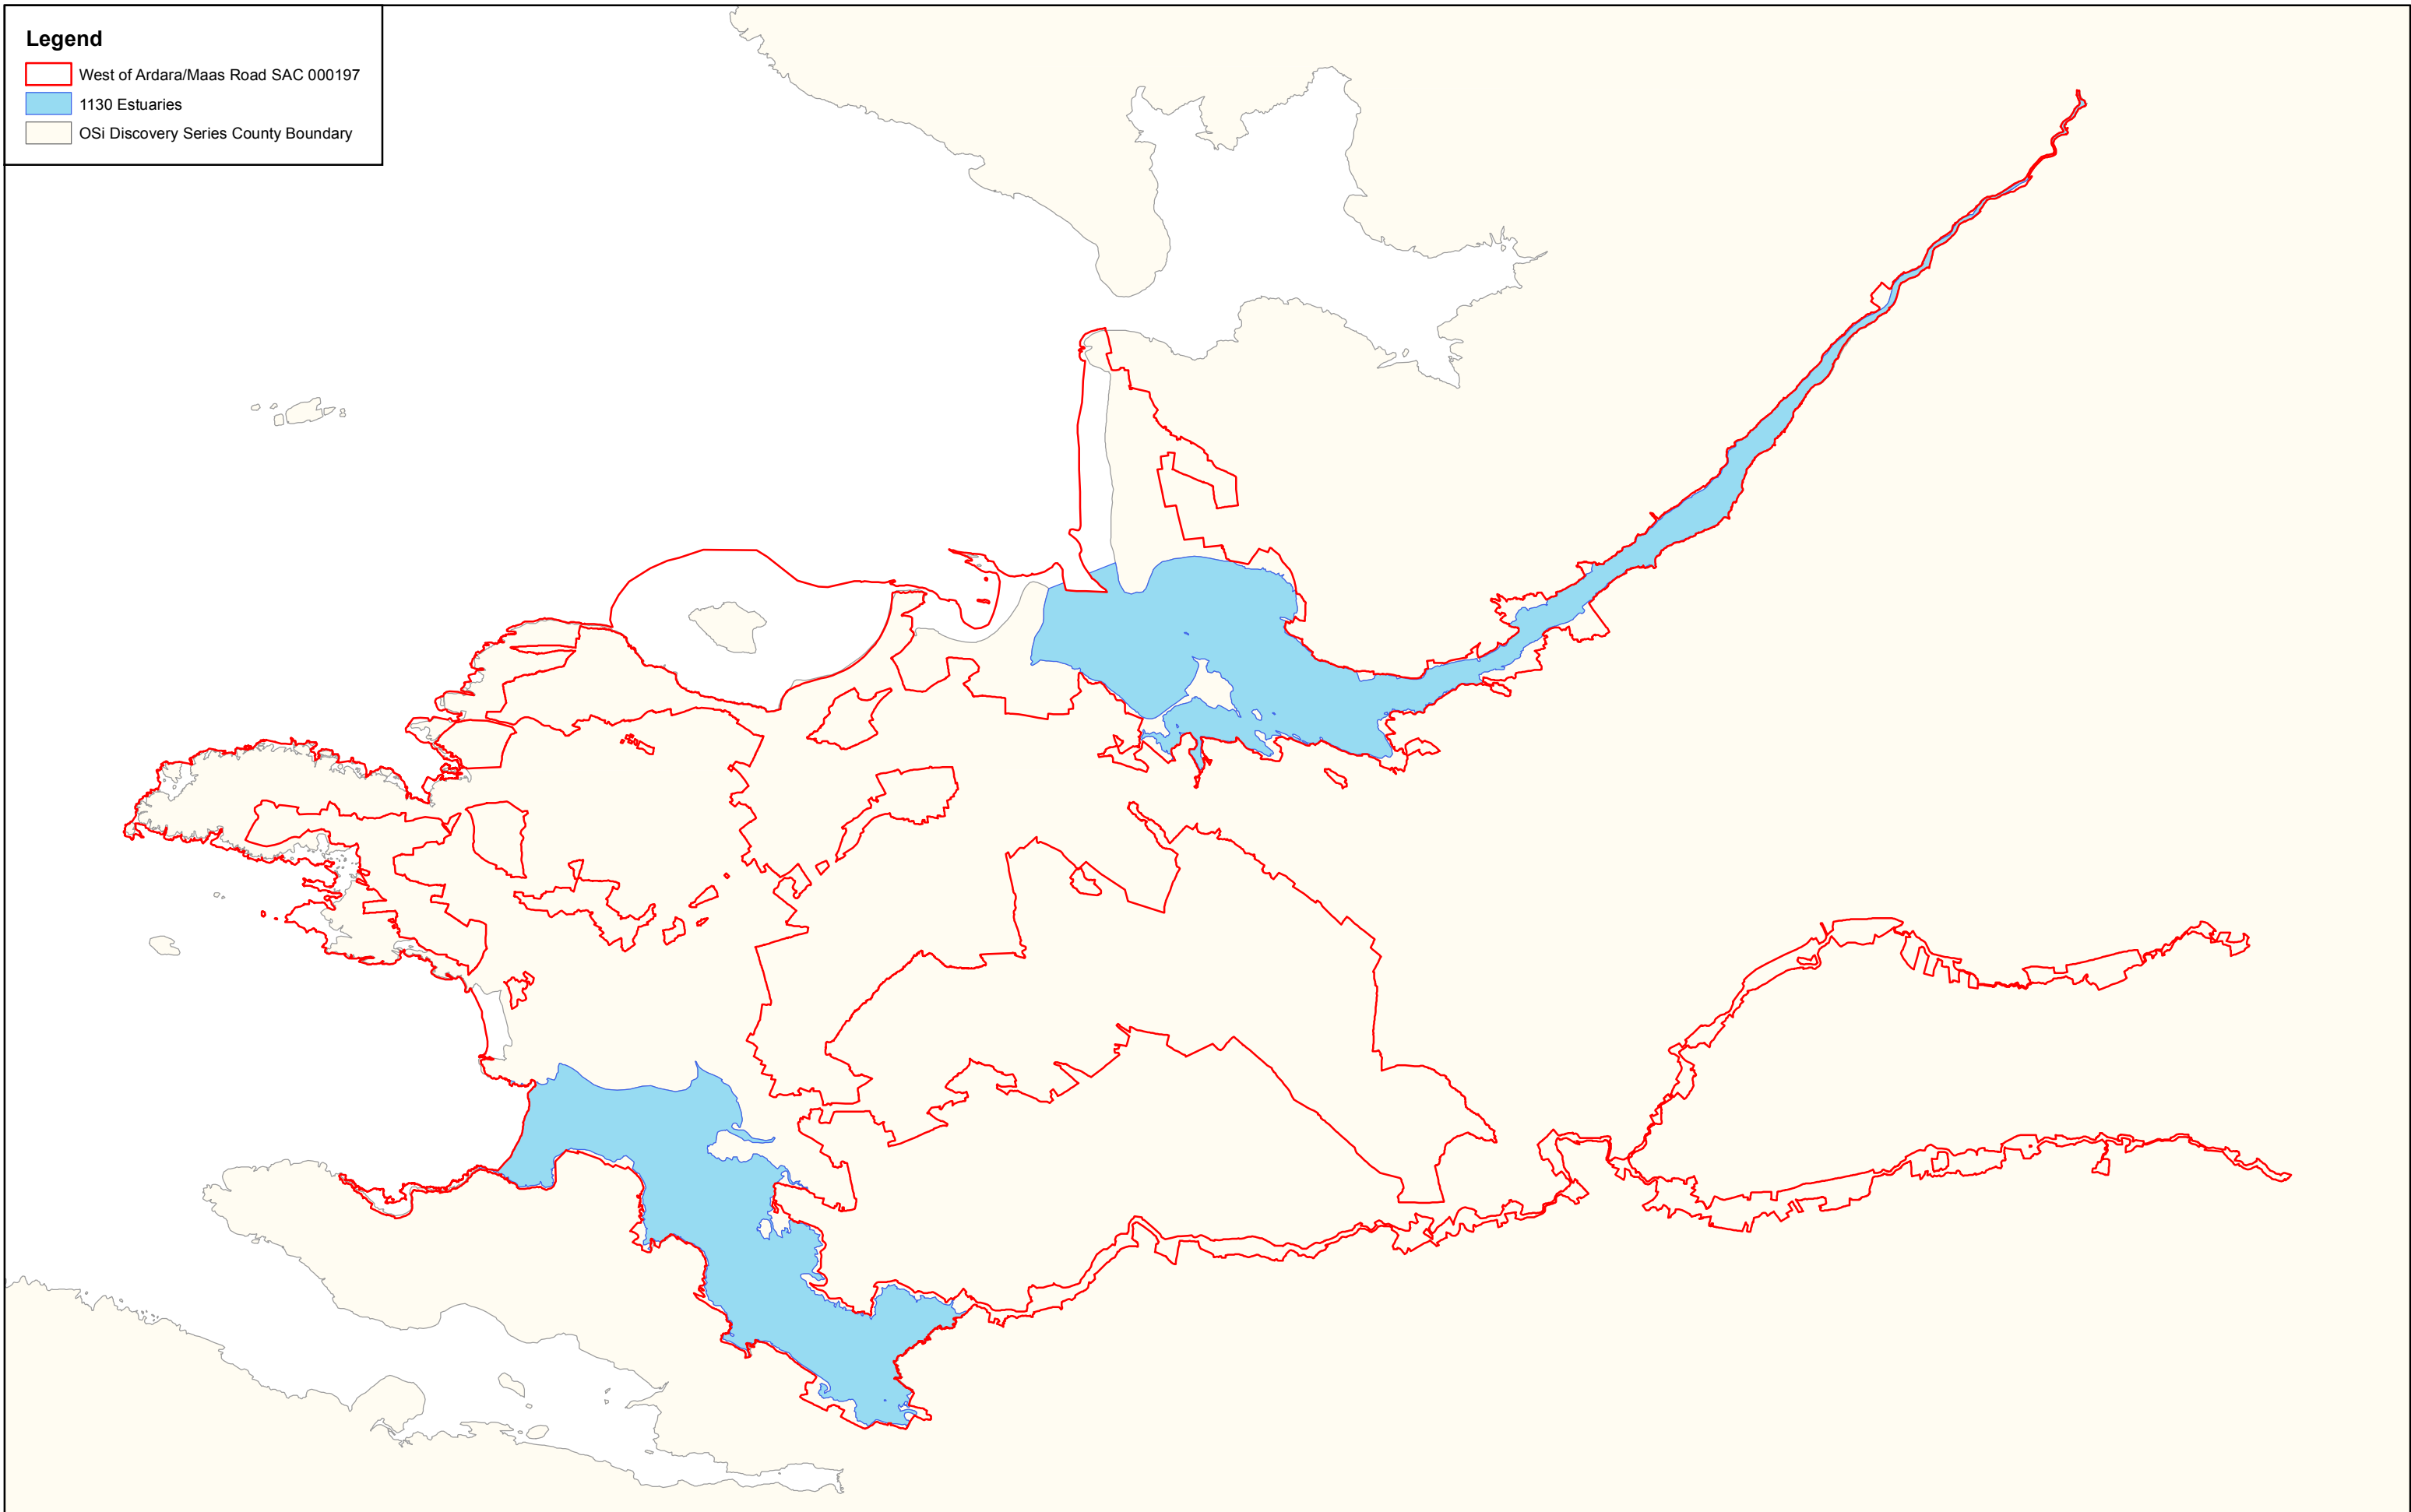 Legend
West of Ardara/Maas Road SAC 000197
1130 Estuaries
OSi Discovery Series County Boundary